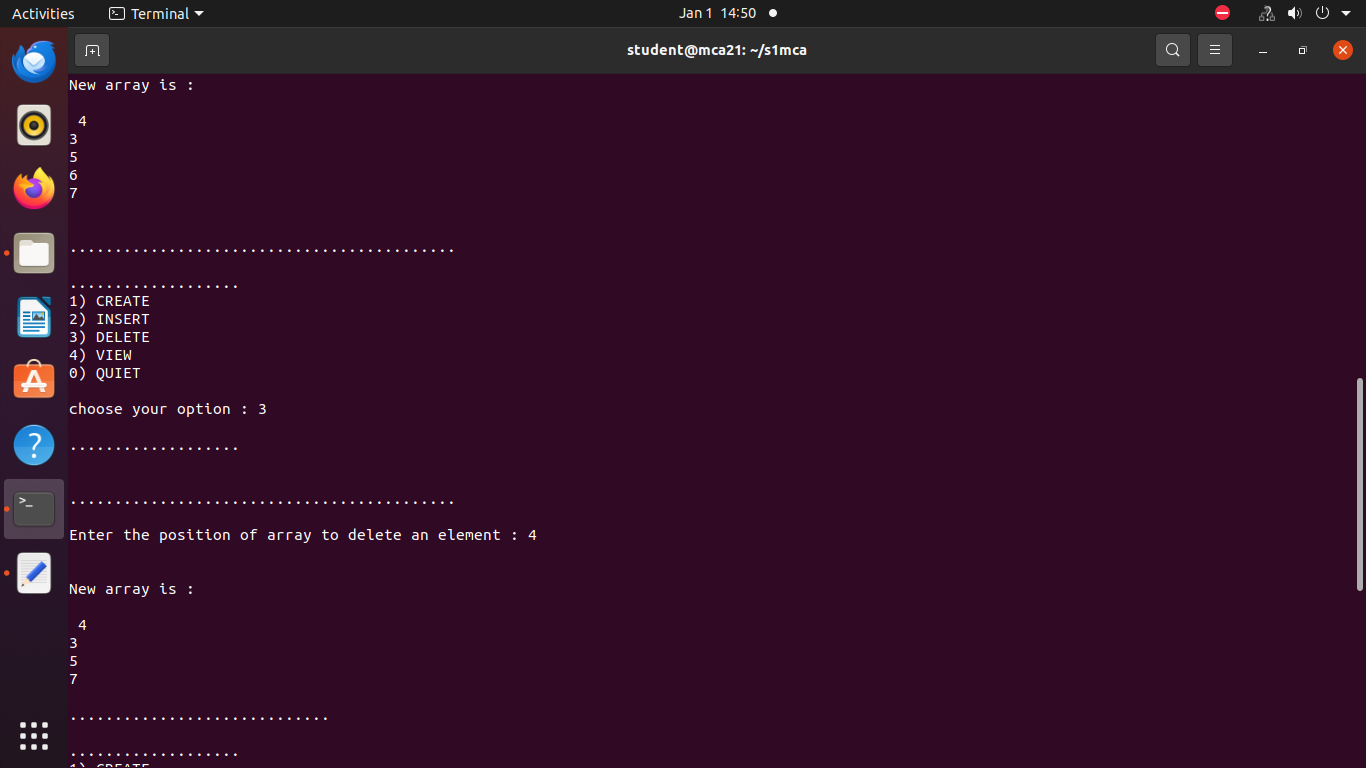 Activities Terminal Jan 1 14:50
student@mca21: ~/s1mca
New array is :
4
3
5
6
7
...........................................
...................
1) CREATE
2) INSERT
3) DELETE
4) VIEW
0) QUIET
choose your option : 3
...................
...........................................
Enter the position of array to delete an element : 4
New array is :
4
3
5
7
.............................
...................
1) CREATE